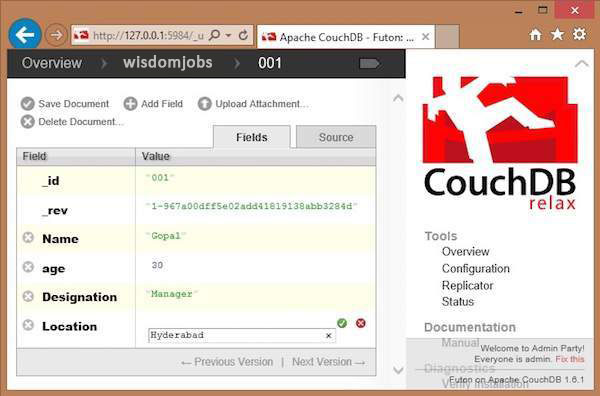 http://127.0.0.1:5984/_u
Apache CouchDB - Futon: ...
Overview
wisdomjobs
001
Save Document
Add Field
Upload Attachment...
Delete Document...
Fields
Source
Field Value
_id "001"
_rev "1-967a00dff5e02add41819138abb3284d"
Name "Gopal"
age 30
Designation "Manager"
Location Hyderabad
← Previous Version | Next Version →
CouchDB
relax
Tools
Overview
Configuration
Replicator
Status
Documentation
Manual
Diagnostics
Verify Installation
Welcome to Admin Party!
Everyone is admin. Fix this
Futon on Apache CouchDB 1.6.1